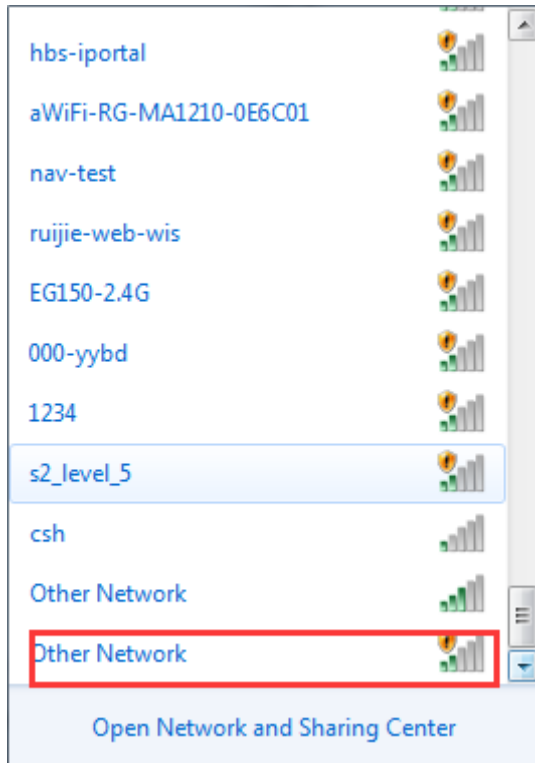 hbs-iportal
aWiFi-RG-MA1210-0E6C01
nav-test
ruijie-web-wis
EG150-2.4G
000-yybd
1234
s2_level_5
csh
Other Network
Other Network
Open Network and Sharing Center